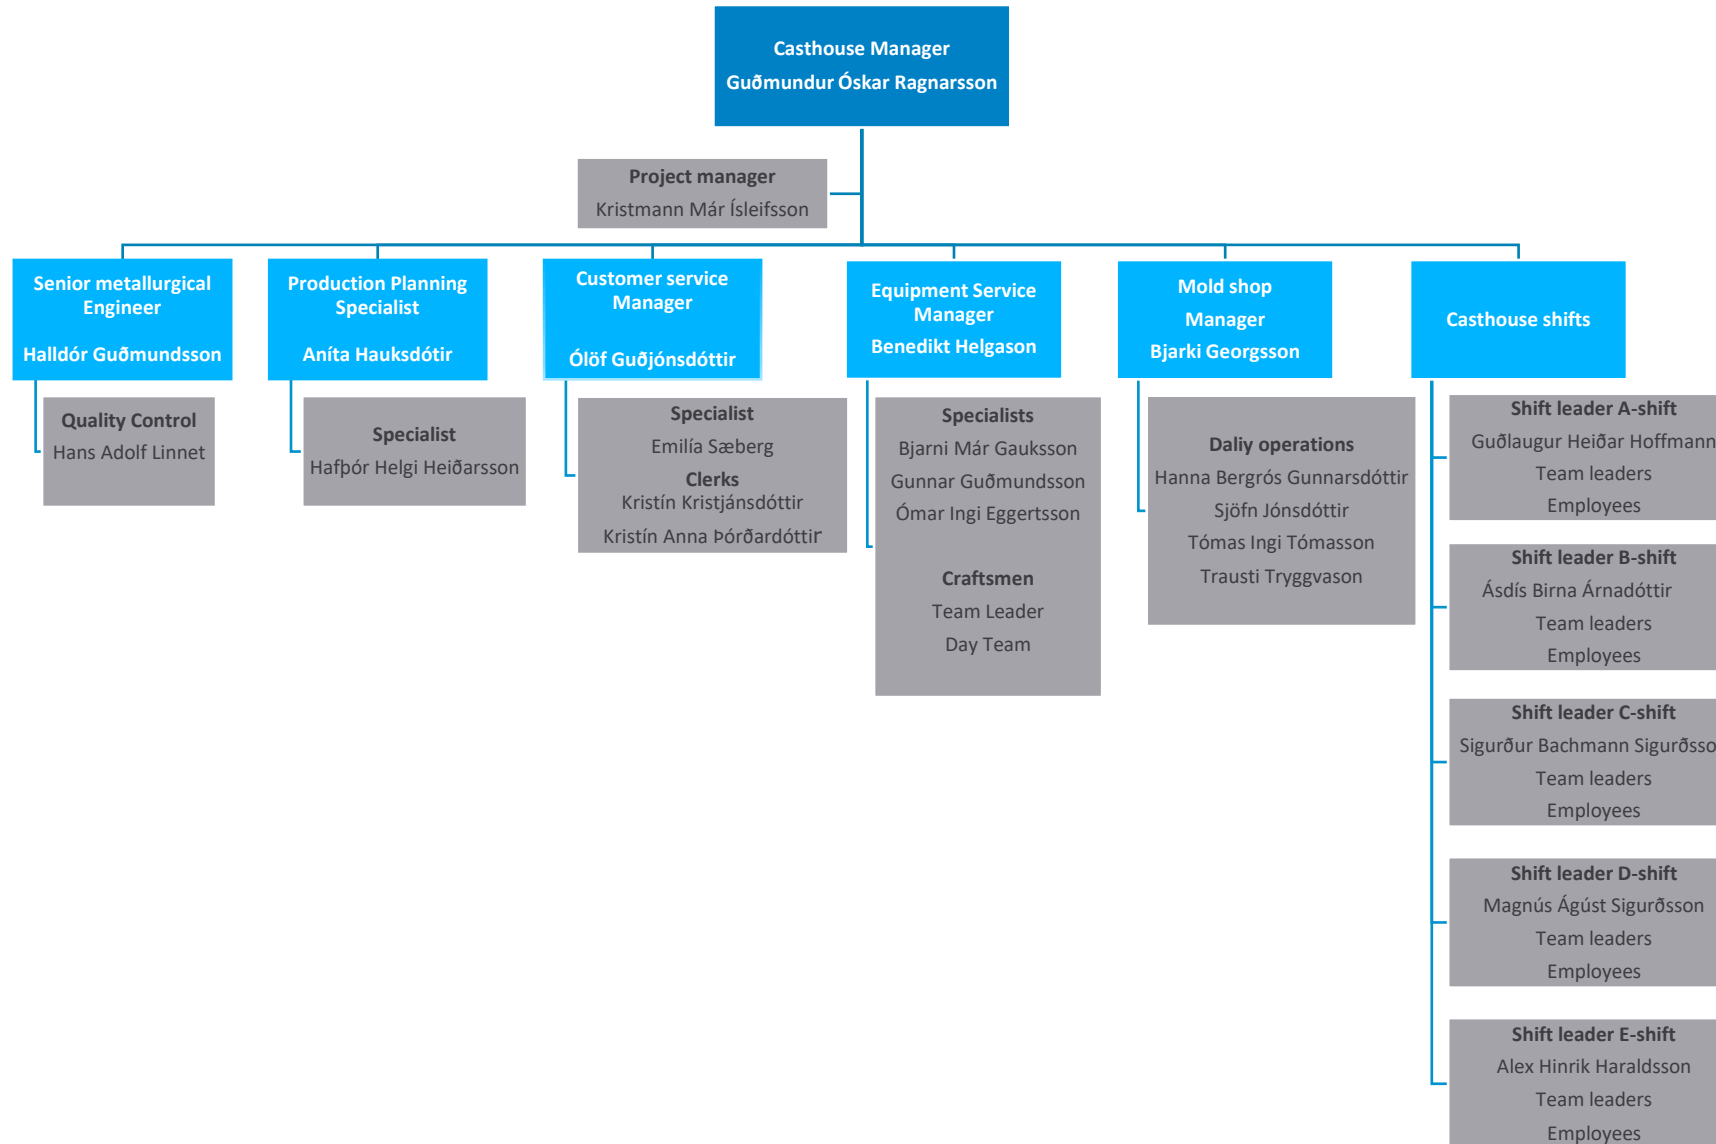 Casthouse Manager
Guðmundur Óskar Ragnarsson
Project manager
Kristmann Már Ísleifsson
Senior metallurgical
Engineer
Halldór Guðmundsson
Quality Control
Hans Adolf Linnet
Production Planning
Specialist
Aníta Hauksdótir
Specialist
Hafþór Helgi Heiðarsson
Customer service
Manager
Ólöf Guðjónsdóttir
Specialist
Emilía Sæberg
Clerks
Kristín Kristjánsdóttir
Kristín Anna Þórðardóttir
Equipment Service
Manager
Benedikt Helgason
Specialists
Bjarni Már Gauksson
Gunnar Guðmundsson
Ómar Ingi Eggertsson
Craftsmen
Team Leader
Day Team
Mold shop
Manager
Bjarki Georgsson
Daliy operations
Hanna Bergrós Gunnarsdóttir
Sjöfn Jónsdóttir
Tómas Ingi Tómasson
Trausti Tryggvason
Casthouse shifts
Shift leader A-shift
Guðlaugur Heiðar Hoffmann
Team leaders
Employees
Shift leader B-shift
Ásdís Birna Árnadóttir
Team leaders
Employees
Shift leader C-shift
Sigurður Bachmann Sigurðsso
Team leaders
Employees
Shift leader D-shift
Magnús Ágúst Sigurðsson
Team leaders
Employees
Shift leader E-shift
Alex Hinrik Haraldsson
Team leaders
Employees